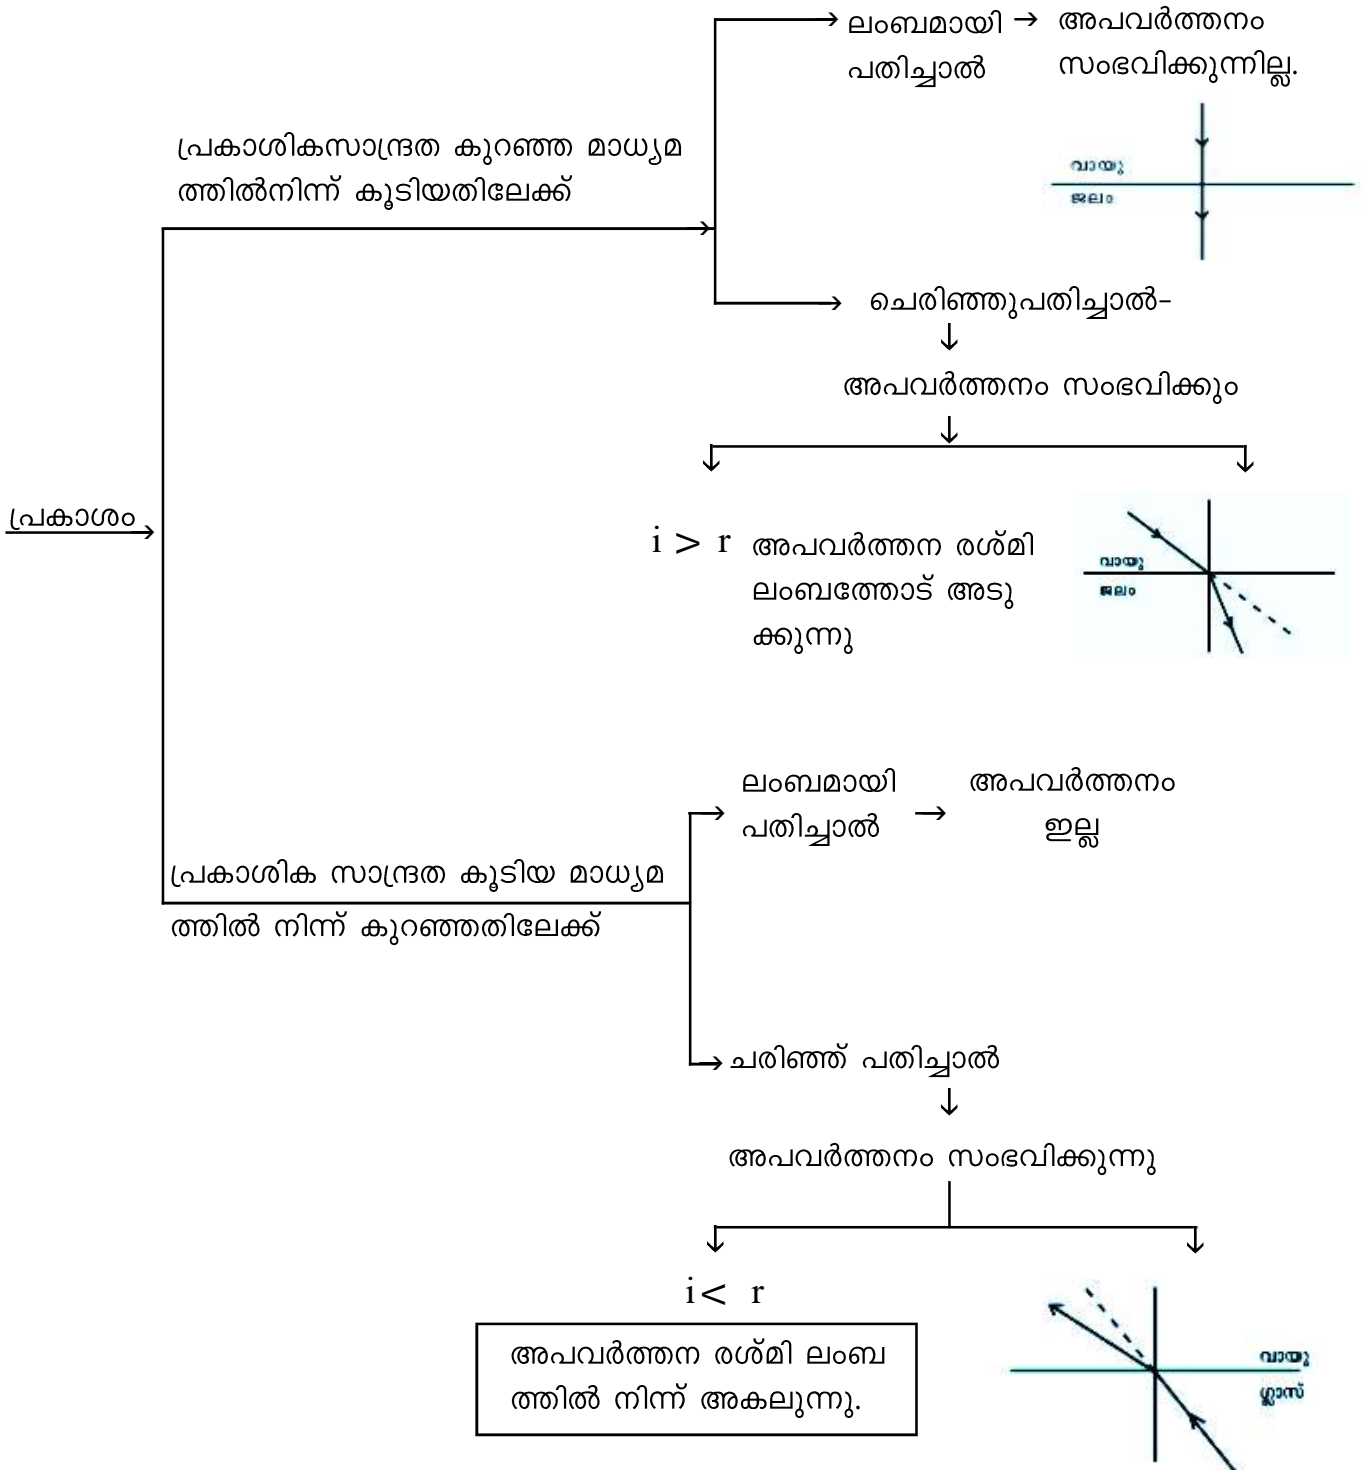 ലംബമായി → അപവർത്തനം
പതിച്ചാൽ സംഭവിക്കുന്നില്ല.
പ്രകാശികസാന്ദ്രത കുറഞ്ഞ മാധ്യമ
ത്തിൽനിന്ന് കൂടിയതിലേക്ക്
വായു
ജലം
ചെരിഞ്ഞുപതിച്ചാൽ-
അപവർത്തനം സംഭവിക്കും
പ്രകാശം
i > r അപവർത്തന രശ്മി
ലംബത്തോട് അടു
ക്കുന്നു
വായു
ജലം
ലംബമായി
പതിച്ചാൽ
അപവർത്തനം
ഇല്ല
പ്രകാശിക സാന്ദ്രത കൂടിയ മാധ്യമ
ത്തിൽ നിന്ന് കുറഞ്ഞതിലേക്ക്
ചരിഞ്ഞ് പതിച്ചാൽ
അപവർത്തനം സംഭവിക്കുന്നു
i < r
അപവർത്തന രശ്മി ലംബ
ത്തിൽ നിന്ന് അകലുന്നു.
വായു
ഗ്ലാസ്